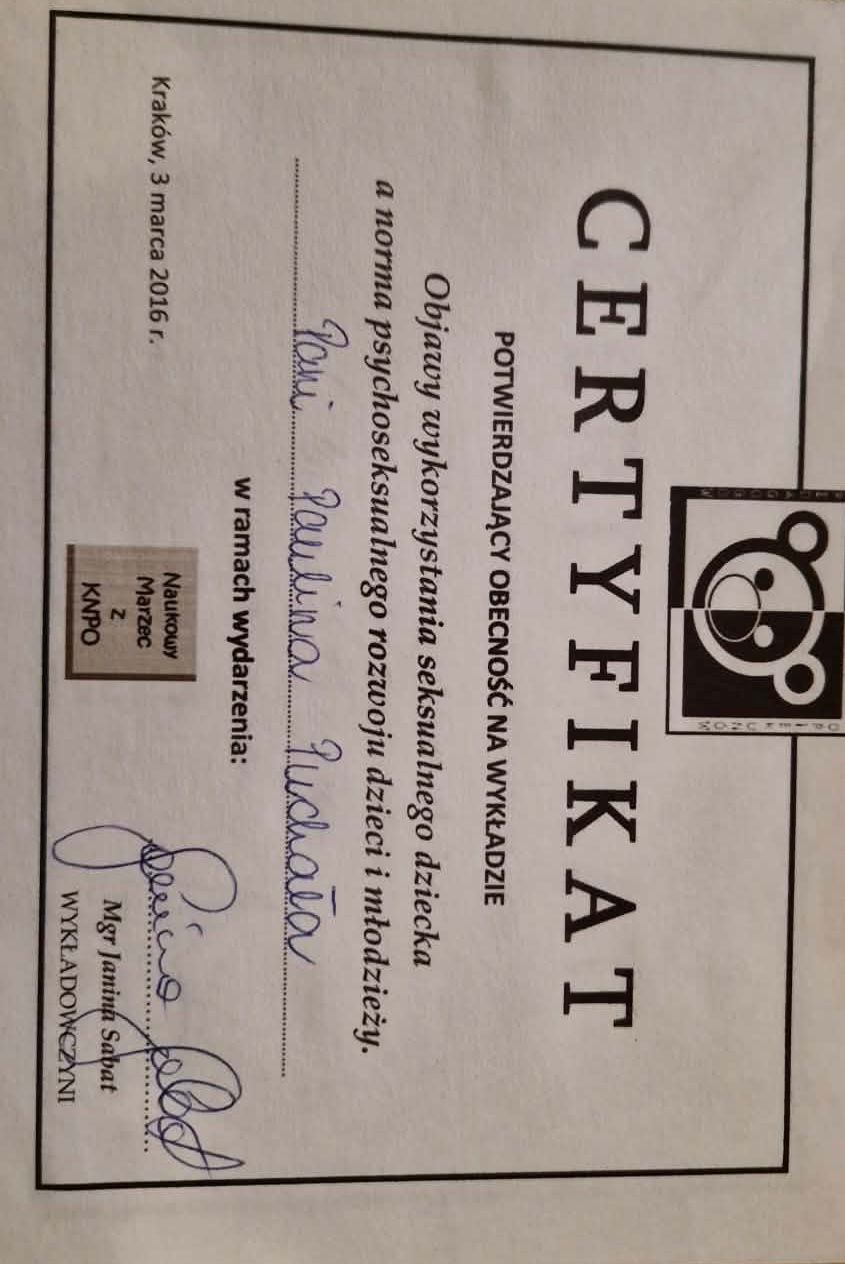 CERTYFIKAT
POTWIERDZAJĄCY OBECNOŚĆ NA WYKŁADZIE
Objawy wykorzystania seksualnego dziecka
a norma psychoseksualnego rozwoju dzieci i młodzieży.
Pani Paulina Puchała
w ramach wydarzenia:
Kraków, 3 marca 2016 r.
Naukowy
Marzec
z
KNPO
Mgr Janina Sabat
WYKŁADOWCZYNI